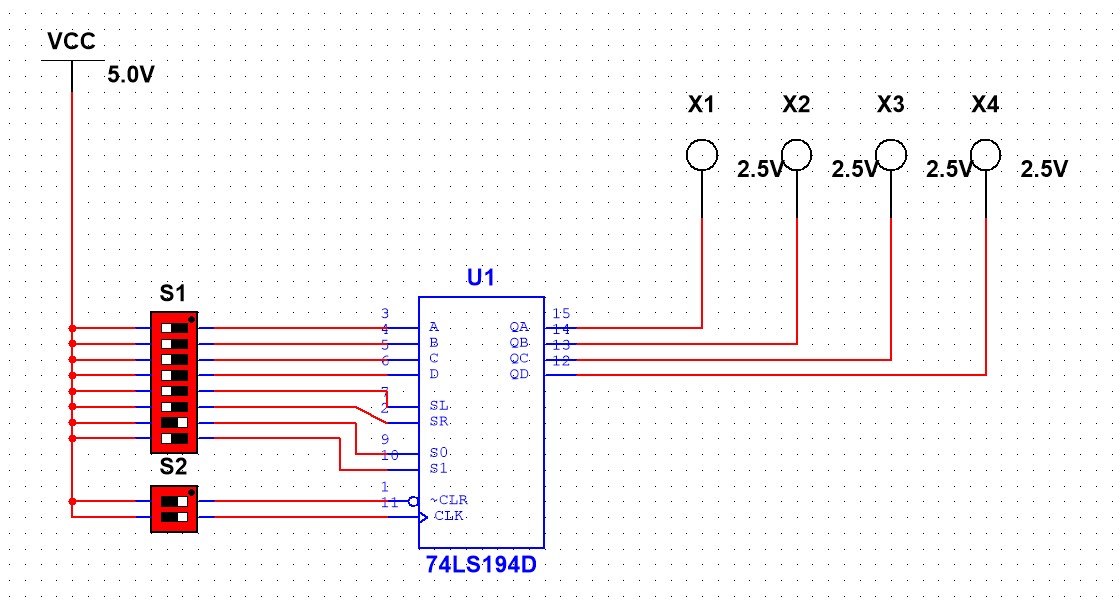 VCC
5.0V
X1 X2 X3 X4
2.5V 2.5V 2.5V 2.5V
U1
S1
3 A QA 15
4 B QB 14
5 C QC 13
6 D QD 12
7 SL
2 SR
9 S0
10 S1
S2
1 ~CLR
11 CLK
74LS194D